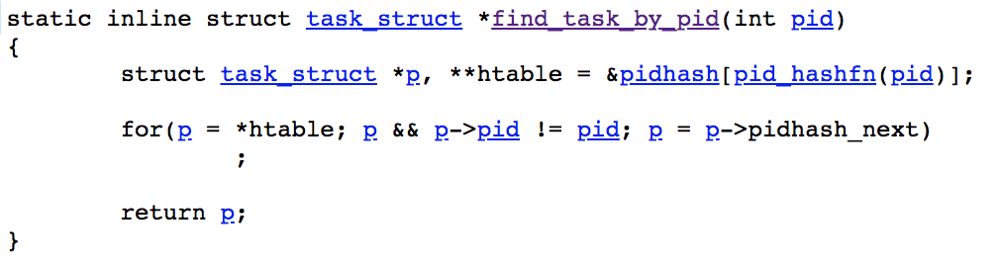 static inline struct task_struct *find_task_by_pid(int pid)
{
        struct task_struct *p, **htable = &pidhash[pid_hashfn(pid)];
        for(p = *htable; p && p->pid != pid; p = p->pidhash_next)
                ;
        return p;
}